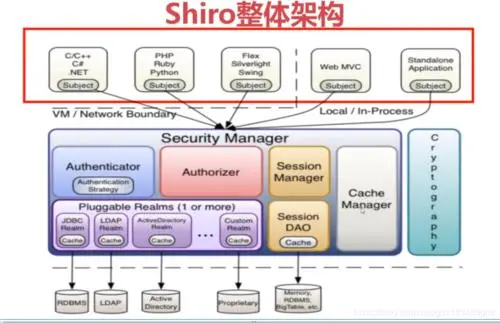 Shiro整体架构
C/C++
C#
.NET
Subject
PHP
Ruby
Python
Subject
Flex
Silverlight
Swing
Subject
Web MVC
Subject
Standalone
Application
Subject
VM / Network Boundary
Local / In-Process
Security Manager
Authenticator
Authentication
Strategy
Authorizer
Session
Manager
Cache
Manager
Cryptography
Pluggable Realms (1 or more)
JDBC
Realm
Cache
LDAP
Realm
Cache
ActiveDirectory
Realm
Cache
...
Custom
Realm
Cache
Session
DAO
Cache
RDBMS
LDAP
Active
Directory
Proprietary
Memory,
RDBMS,
BigTable, etc.